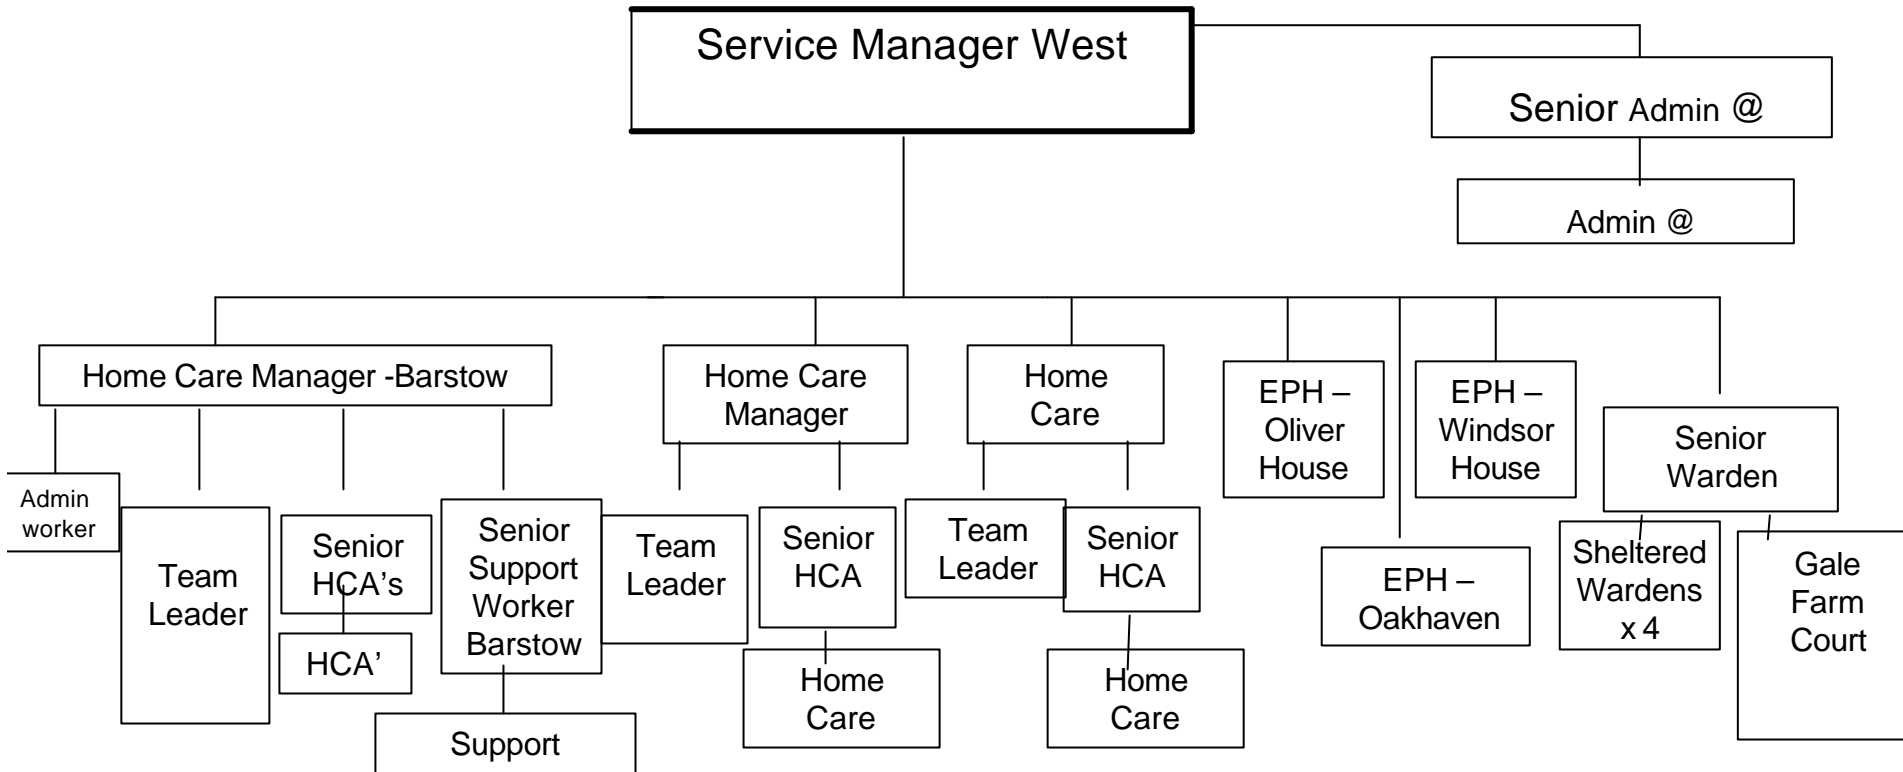 Service Manager West
Senior Admin @
Admin @
Home Care Manager -Barstow
Home Care
Manager
Home
Care
EPH –
Oliver
House
EPH –
Windsor
House
Senior
Warden
Admin
worker
Team
Leader
Senior
HCA's
HCA'
Senior
Support
Worker
Barstow
Support
Team
Leader
Senior
HCA
Home
Care
Team
Leader
Senior
HCA
Home
Care
EPH –
Oakhaven
Sheltered
Wardens
x 4
Gale
Farm
Court